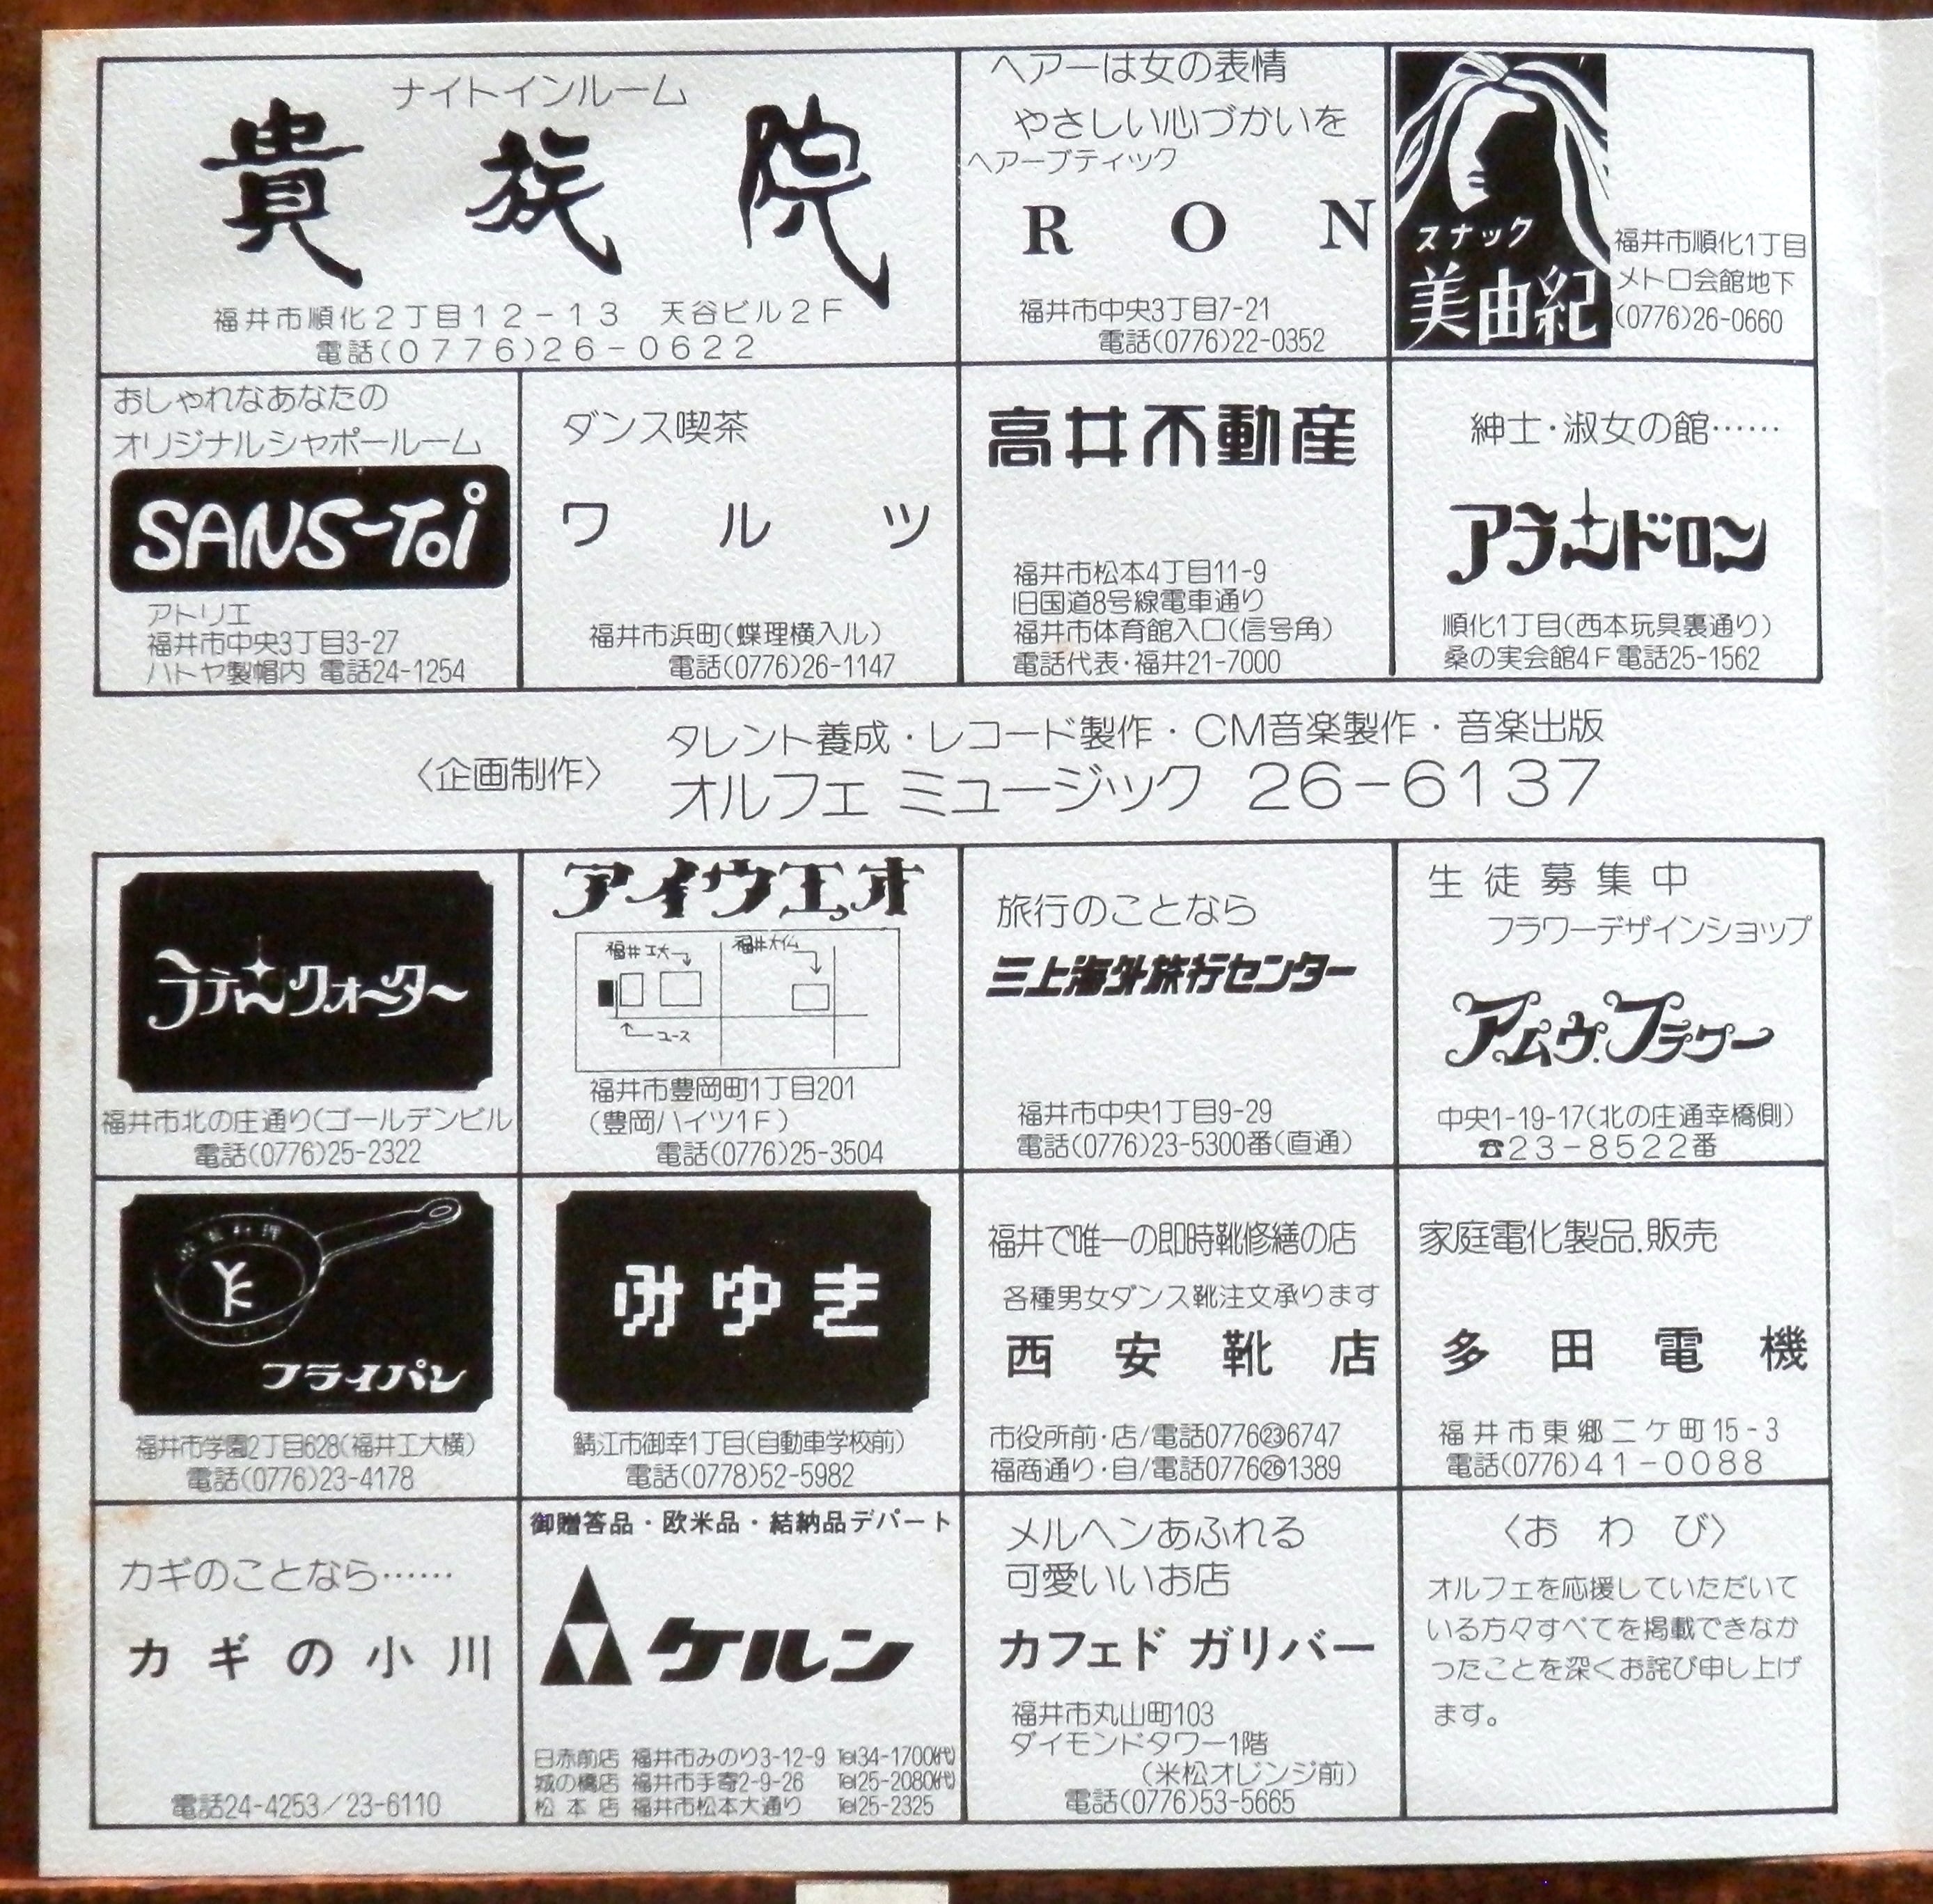 ナイトインルーム
貴族院
福井市順化2丁目12-13 天谷ビル2F
電話(0776)26-0622
ヘアーは女の表情
やさしい心づかいを
ヘアーブティック
RON
福井市中央3丁目7-21
電話(0776)22-0352
スナック
美由紀
福井市順化1丁目
メトロ会館地下
(0776)26-0660
おしゃれなあなたの
オリジナルシャポールーム
SANS-Toi
アトリエ
福井市中央3丁目3-27
ハトヤ製帽内 電話24-1254
ダンス喫茶
ワルツ
福井市浜町(蝶理横入ル)
電話(0776)26-1147
高井不動産
福井市松本4丁目11-9
旧国道8号線電車通り
福井市体育館入口(信号角)
電話代表·福井21-7000
紳士·淑女の館……
アランドロン
順化1丁目(西本玩具裏通り)
桑の実会館4F電話25-1562
タレント養成·レコード製作·CM音楽製作·音楽出版
〈企画制作〉
オルフェ ミュージック 26-6137
ラテンクォーター
福井市北の庄通り(ゴールデンビル
電話(0776)25-2322
アイウエオ
福井工大
福井大仏
ユース
福井市豊岡町1丁目201
(豊岡ハイツ1F)
電話(0776)25-3504
旅行のことなら
三上海外旅行センター
福井市中央1丁目9-29
電話(0776)23-5300番(直通)
生徒募集中
フラワーデザインショップ
アムウ.フラワー
中央1-19-17(北の庄通幸橋側)
☎23-8522番
フライパン
福井市学園2丁目628(福井工大横)
電話(0776)23-4178
みゆき
鯖江市御幸1丁目(自動車学校前)
電話(0778)52-5982
福井で唯一の即時靴修繕の店
各種男女ダンス靴注文承ります
西安靴店
市役所前·店/電話0776㉓6747
福商通り·自/電話0776㉖1389
家庭電化製品.販売
多田電機
福井市東郷二ケ町15-3
電話(0776)41-0088
カギのことなら……
カギの小川
電話24-4253/23-6110
御贈答品·欧米品·結納品デパート
ケルン
日赤前店 福井市みのり3-12-9 Tel34-1700(代)
城の橋店 福井市手寄2-9-26 Tel25-2080(代)
松本店 福井市松本大通り Tel25-2325
メルヘンあふれる
可愛いいお店
カフェド ガリバー
福井市丸山町103
ダイモンドタワー1階
(米松オレンジ前)
電話(0776)53-5665
〈おわび〉
オルフェを応援していただいて
いる方々すべてを掲載できなか
ったことを深くお詫び申し上げ
ます。